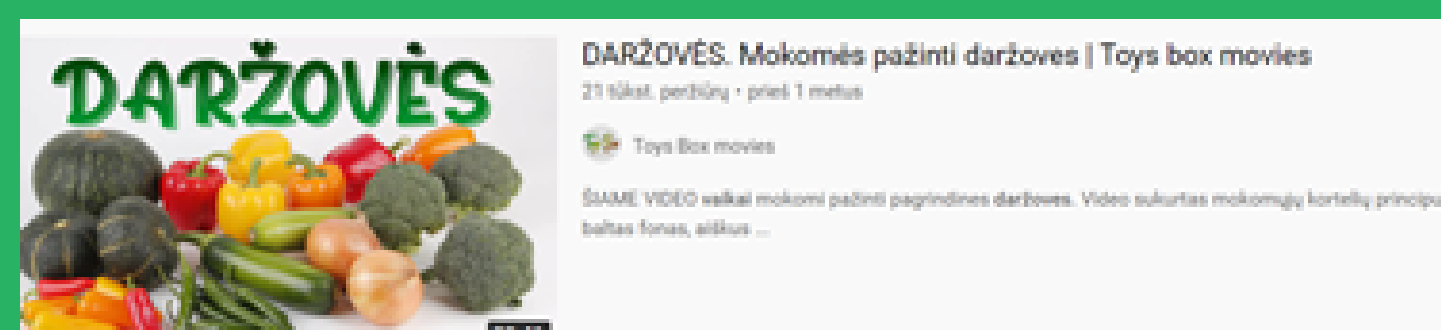 DARŽOVĖS
DARŽOVĖS. Mokomės pažinti daržoves | Toys box movies
21 tūkst. peržiūrų • prieš 1 metus
Toys Box movies
ŠIAME VIDEO vaikai mokomi pažinti pagrindines daržoves. Video sukurtas mokomųjų kortelių principu
baltas fonas, aiškus ...